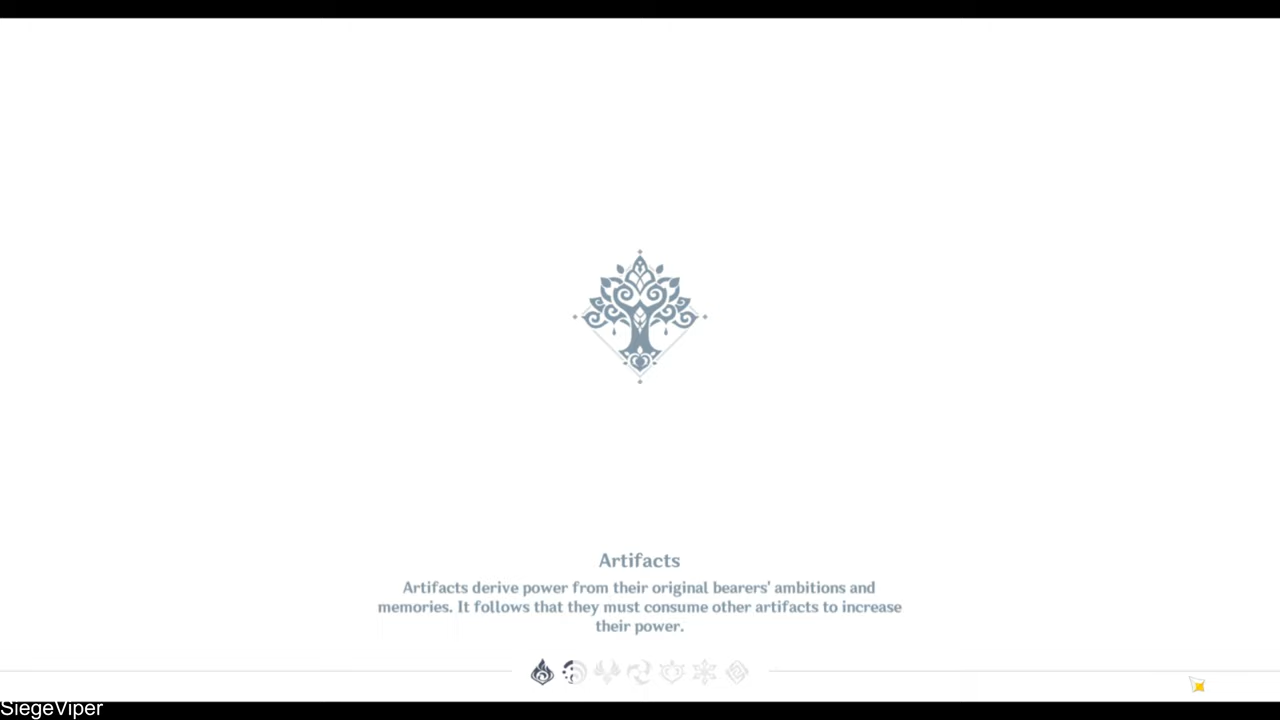 Artifacts
Artifacts derive power from their original bearers' ambitions and
memories. It follows that they must consume other artifacts to increase
their power.
SiegeViper